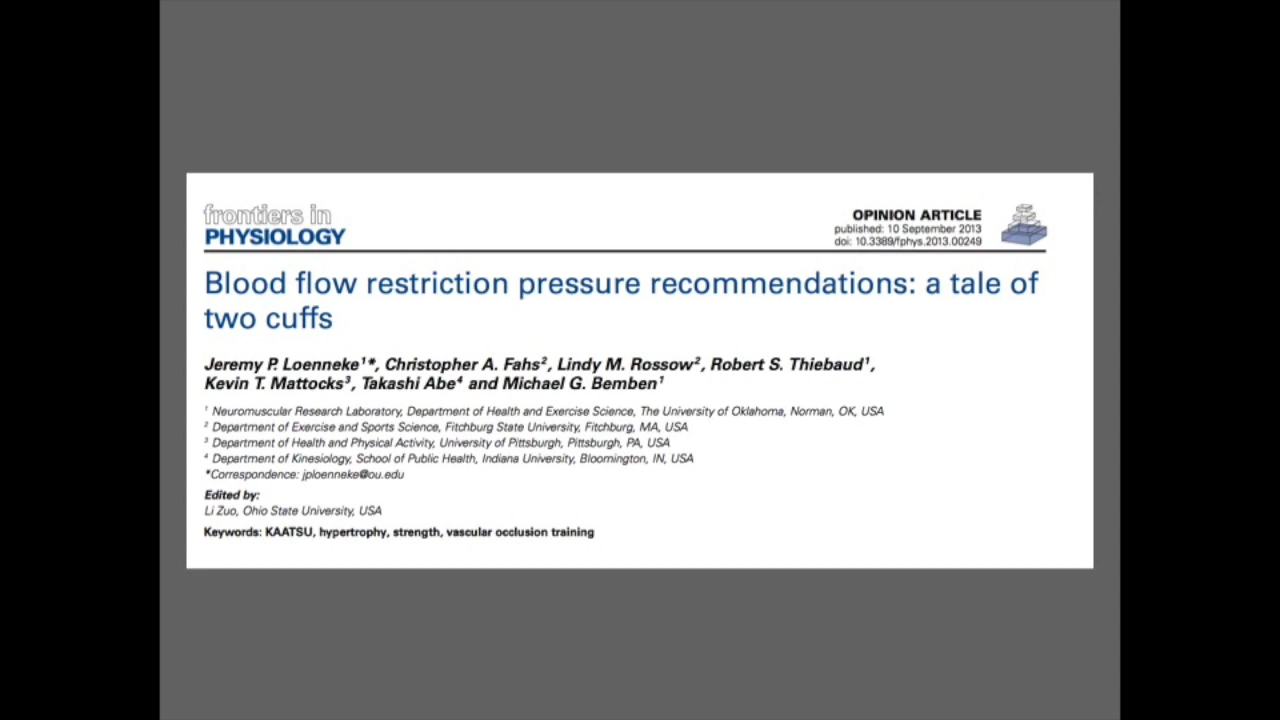 frontiers in
PHYSIOLOGY
OPINION ARTICLE
published: 10 September 2013
doi: 10.3389/fphys.2013.00249
Blood flow restriction pressure recommendations: a tale of
two cuffs
Jeremy P. Loenneke¹*, Christopher A. Fahs², Lindy M. Rossow², Robert S. Thiebaud¹,
Kevin T. Mattocks³, Takashi Abe⁴ and Michael G. Bemben¹
¹ Neuromuscular Research Laboratory, Department of Health and Exercise Science, The University of Oklahoma, Norman, OK, USA
² Department of Exercise and Sports Science, Fitchburg State University, Fitchburg, MA, USA
³ Department of Health and Physical Activity, University of Pittsburgh, Pittsburgh, PA, USA
⁴ Department of Kinesiology, School of Public Health, Indiana University, Bloomington, IN, USA
*Correspondence: jploenneke@ou.edu
Edited by:
Li Zuo, Ohio State University, USA
Keywords: KAATSU, hypertrophy, strength, vascular occlusion training